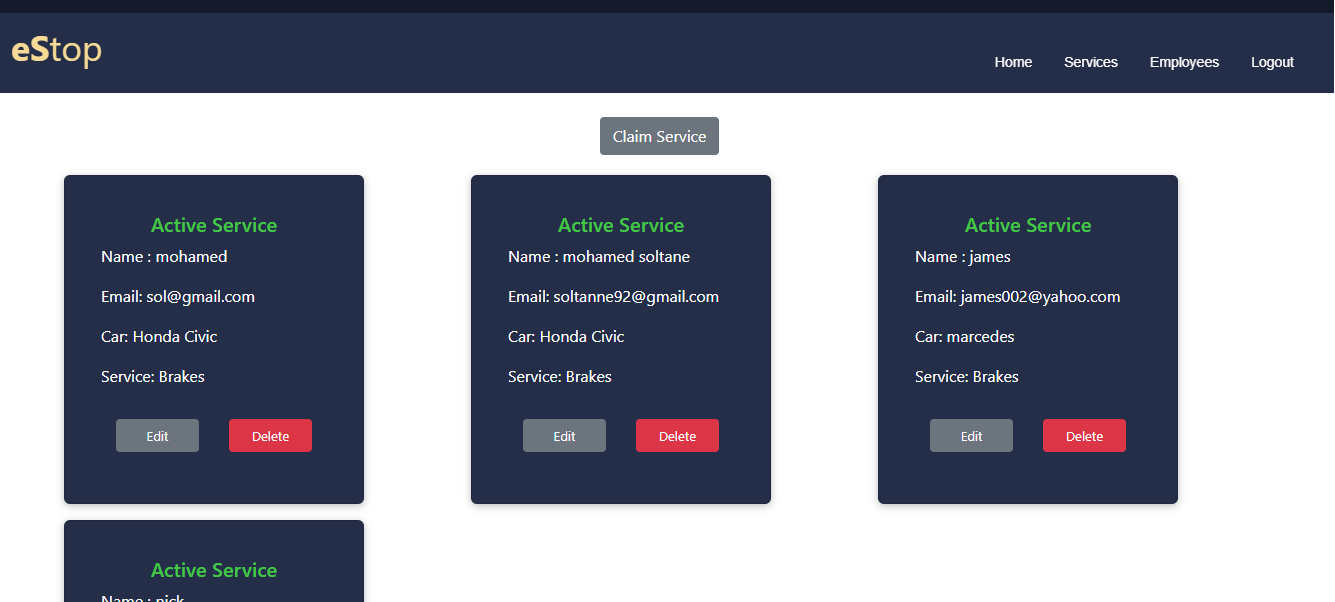 eStop
Home Services Employees Logout
Claim Service
Active Service
Name : mohamed
Email: sol@gmail.com
Car: Honda Civic
Service: Brakes
Edit Delete
Active Service
Name : mohamed soltane
Email: soltanne92@gmail.com
Car: Honda Civic
Service: Brakes
Edit Delete
Active Service
Name : james
Email: james002@yahoo.com
Car: marcedes
Service: Brakes
Edit Delete
Active Service
Name : nick